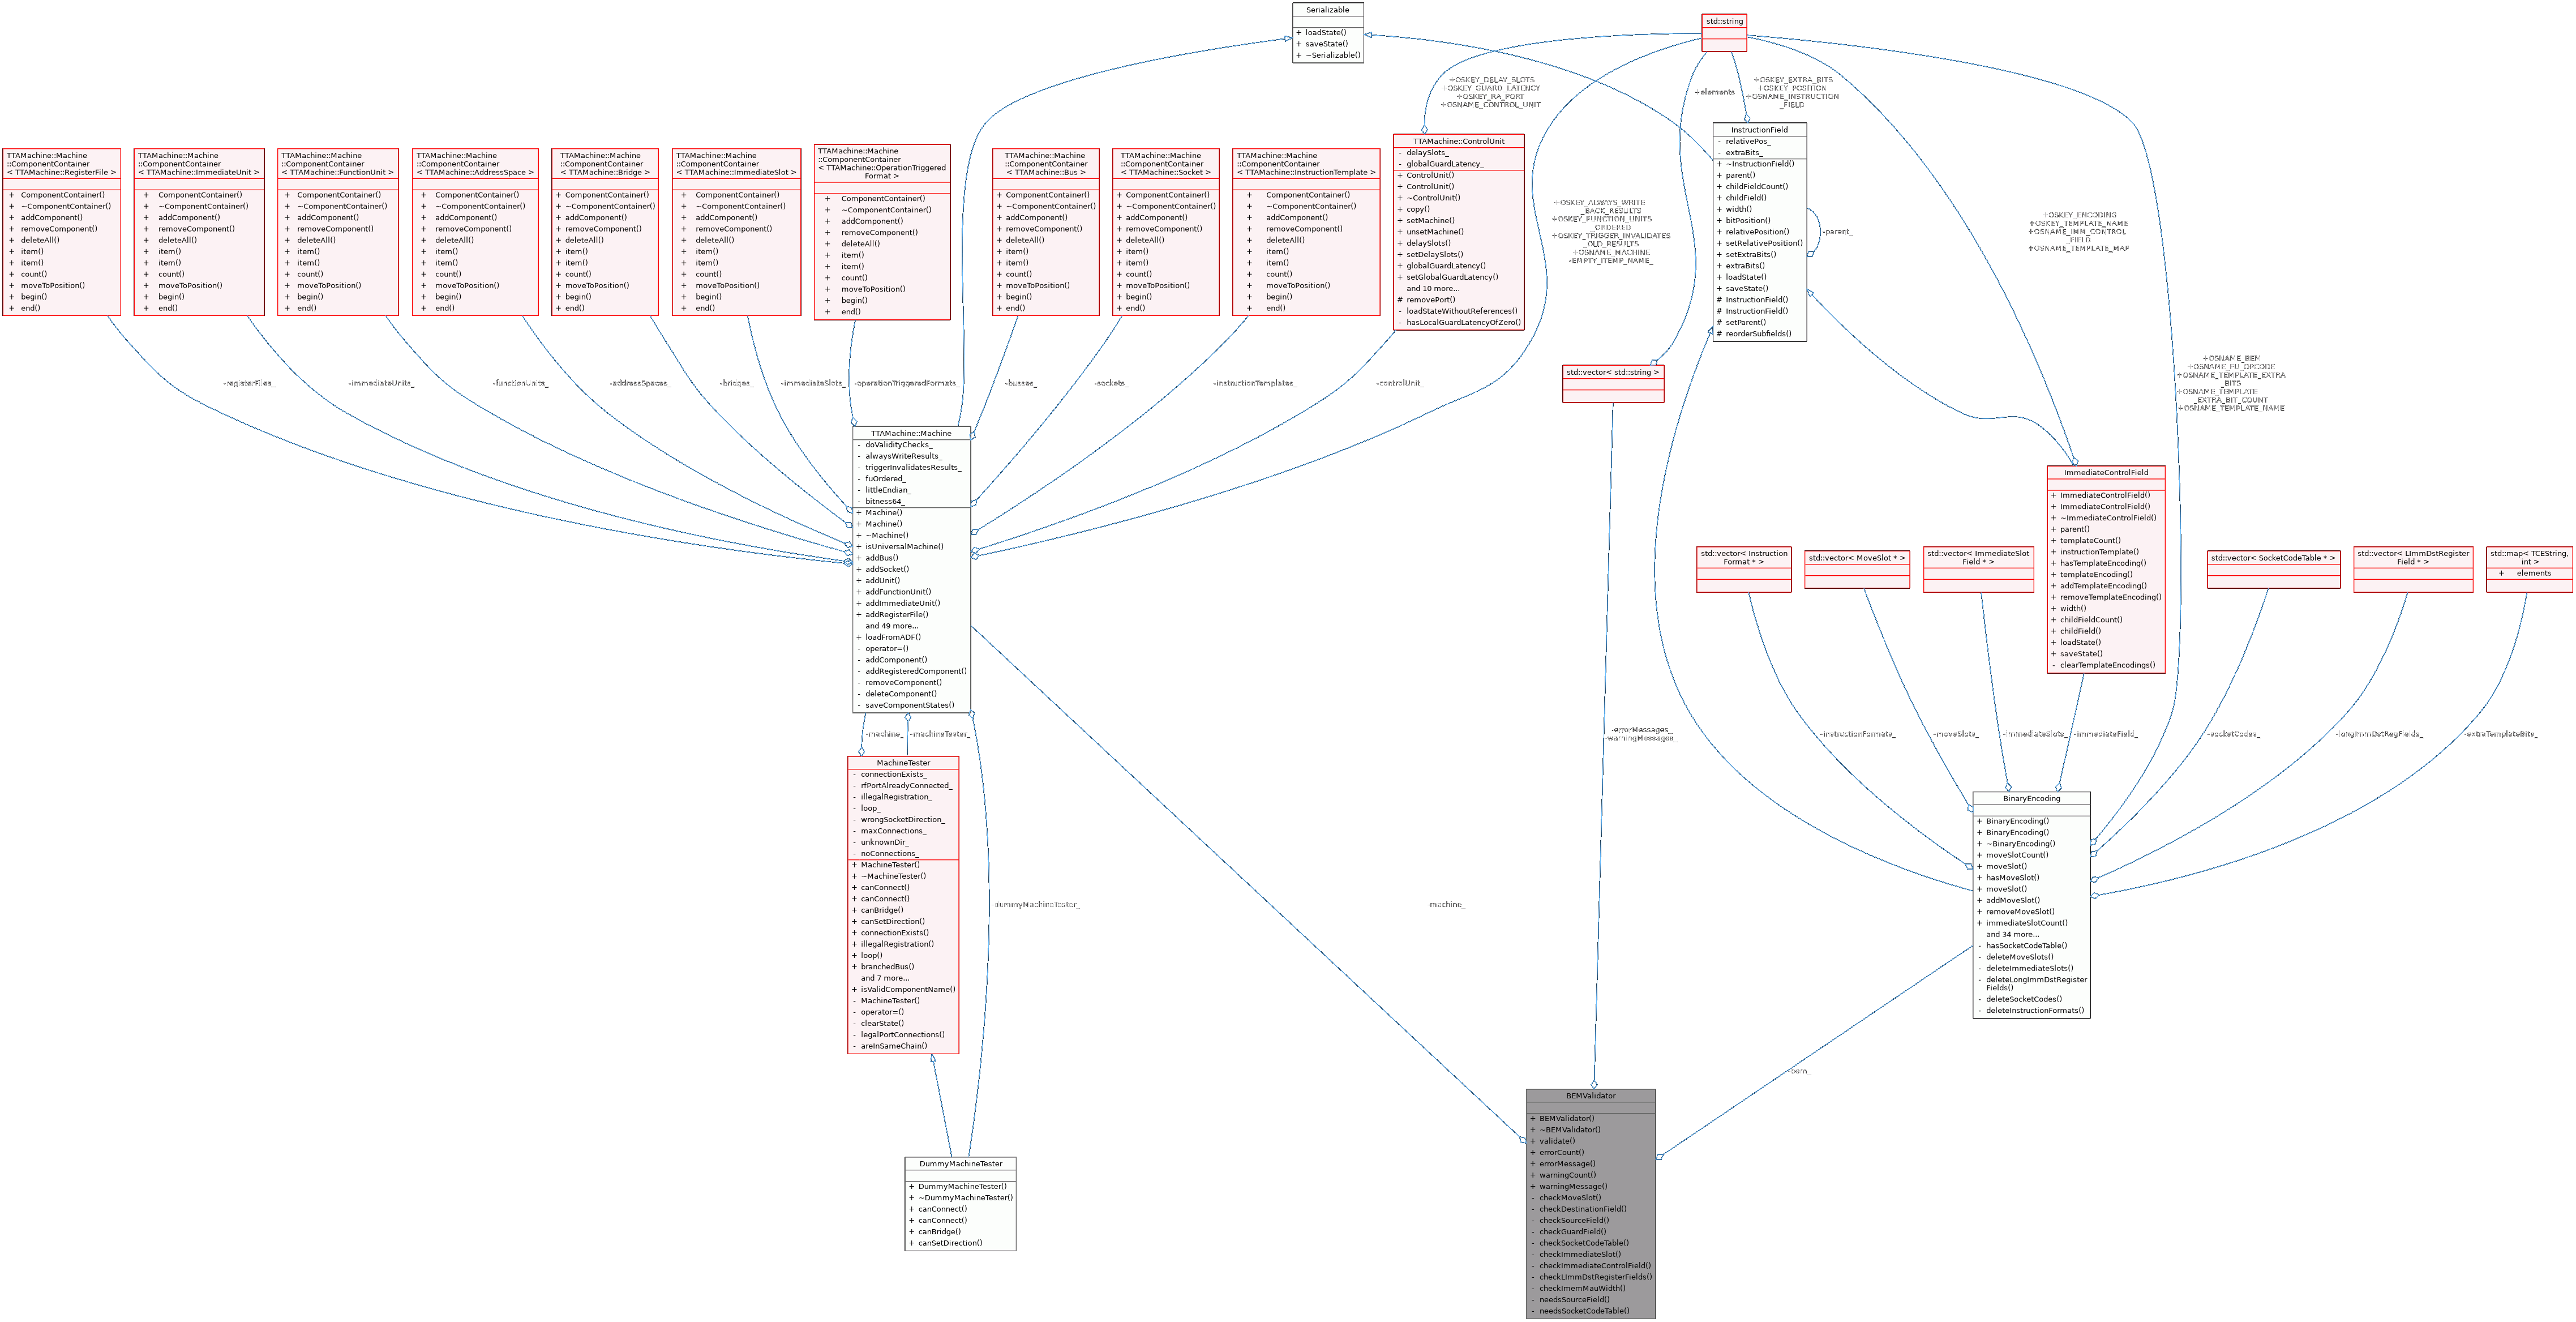 Serializable
+ loadState()
+ saveState()
+ ~Serializable()
std::string
+OSKEY_DELAY_SLOTS
+OSKEY_GUARD_LATENCY
+OSKEY_RA_PORT
+OSNAME_CONTROL_UNIT
+elements
+OSKEY_EXTRA_BITS
+OSKEY_POSITION
+OSNAME_INSTRUCTION
_FIELD
InstructionField
- relativePos_
- extraBits_
+ ~InstructionField()
+ parent()
+ childFieldCount()
+ childField()
+ width()
+ bitPosition()
+ relativePosition()
+ setRelativePosition()
+ setExtraBits()
+ extraBits()
+ loadState()
+ saveState()
# InstructionField()
# InstructionField()
# setParent()
# reorderSubfields()
-parent_
TTAMachine::Machine
::ComponentContainer
< TTAMachine::RegisterFile >
+ ComponentContainer()
+ ~ComponentContainer()
+ addComponent()
+ removeComponent()
+ deleteAll()
+ item()
+ item()
+ count()
+ moveToPosition()
+ begin()
+ end()
TTAMachine::Machine
::ComponentContainer
< TTAMachine::ImmediateUnit >
+ ComponentContainer()
+ ~ComponentContainer()
+ addComponent()
+ removeComponent()
+ deleteAll()
+ item()
+ item()
+ count()
+ moveToPosition()
+ begin()
+ end()
TTAMachine::Machine
::ComponentContainer
< TTAMachine::FunctionUnit >
+ ComponentContainer()
+ ~ComponentContainer()
+ addComponent()
+ removeComponent()
+ deleteAll()
+ item()
+ item()
+ count()
+ moveToPosition()
+ begin()
+ end()
TTAMachine::Machine
::ComponentContainer
< TTAMachine::AddressSpace >
+ ComponentContainer()
+ ~ComponentContainer()
+ addComponent()
+ removeComponent()
+ deleteAll()
+ item()
+ item()
+ count()
+ moveToPosition()
+ begin()
+ end()
TTAMachine::Machine
::ComponentContainer
< TTAMachine::Bridge >
+ ComponentContainer()
+ ~ComponentContainer()
+ addComponent()
+ removeComponent()
+ deleteAll()
+ item()
+ item()
+ count()
+ moveToPosition()
+ begin()
+ end()
TTAMachine::Machine
::ComponentContainer
< TTAMachine::ImmediateSlot >
+ ComponentContainer()
+ ~ComponentContainer()
+ addComponent()
+ removeComponent()
+ deleteAll()
+ item()
+ item()
+ count()
+ moveToPosition()
+ begin()
+ end()
TTAMachine::Machine
::ComponentContainer
< TTAMachine::OperationTriggered
Format >
+ ComponentContainer()
+ ~ComponentContainer()
+ addComponent()
+ removeComponent()
+ deleteAll()
+ item()
+ item()
+ count()
+ moveToPosition()
+ begin()
+ end()
TTAMachine::Machine
::ComponentContainer
< TTAMachine::Bus >
+ ComponentContainer()
+ ~ComponentContainer()
+ addComponent()
+ removeComponent()
+ deleteAll()
+ item()
+ item()
+ count()
+ moveToPosition()
+ begin()
+ end()
TTAMachine::Machine
::ComponentContainer
< TTAMachine::Socket >
+ ComponentContainer()
+ ~ComponentContainer()
+ addComponent()
+ removeComponent()
+ deleteAll()
+ item()
+ item()
+ count()
+ moveToPosition()
+ begin()
+ end()
TTAMachine::Machine
::ComponentContainer
< TTAMachine::InstructionTemplate >
+ ComponentContainer()
+ ~ComponentContainer()
+ addComponent()
+ removeComponent()
+ deleteAll()
+ item()
+ item()
+ count()
+ moveToPosition()
+ begin()
+ end()
TTAMachine::ControlUnit
- delaySlots_
- globalGuardLatency_
+ ControlUnit()
+ ControlUnit()
+ ~ControlUnit()
+ copy()
+ setMachine()
+ unsetMachine()
+ delaySlots()
+ setDelaySlots()
+ globalGuardLatency()
+ setGlobalGuardLatency()
and 10 more...
# removePort()
- loadStateWithoutReferences()
- hasLocalGuardLatencyOfZero()
+OSKEY_ALWAYS_WRITE
_BACK_RESULTS
+OSKEY_FUNCTION_UNITS
_ORDERED
+OSKEY_TRIGGER_INVALIDATES
_OLD_RESULTS
+OSNAME_MACHINE
-EMPTY_ITEMP_NAME_
+OSKEY_ENCODING
+OSKEY_TEMPLATE_NAME
+OSNAME_IMM_CONTROL
_FIELD
+OSNAME_TEMPLATE_MAP
+OSNAME_BEM
+OSNAME_FU_OPCODE
+OSNAME_TEMPLATE_EXTRA
_BITS
+OSNAME_TEMPLATE
_EXTRA_BIT_COUNT
+OSNAME_TEMPLATE_NAME
std::vector< std::string >
-registerFiles_
-immediateUnits_
-functionUnits_
-addressSpaces_
-bridges_
-immediateSlots_
-operationTriggeredFormats_
-busses_
-sockets_
-instructionTemplates_
-controlUnit_
TTAMachine::Machine
- doValidityChecks_
- alwaysWriteResults_
- triggerInvalidatesResults_
- fuOrdered_
- littleEndian_
- bitness64_
+ Machine()
+ Machine()
+ ~Machine()
+ isUniversalMachine()
+ addBus()
+ addSocket()
+ addUnit()
+ addFunctionUnit()
+ addImmediateUnit()
+ addRegisterFile()
and 49 more...
+ loadFromADF()
- operator=()
- addComponent()
- addRegisteredComponent()
- removeComponent()
- deleteComponent()
- saveComponentStates()
ImmediateControlField
+ ImmediateControlField()
+ ImmediateControlField()
+ ~ImmediateControlField()
+ parent()
+ templateCount()
+ instructionTemplate()
+ hasTemplateEncoding()
+ templateEncoding()
+ addTemplateEncoding()
+ removeTemplateEncoding()
+ width()
+ childFieldCount()
+ childField()
+ loadState()
+ saveState()
- clearTemplateEncodings()
std::vector< Instruction
Format * >
std::vector< MoveSlot * >
std::vector< ImmediateSlot
Field * >
std::vector< SocketCodeTable * >
std::vector< LImmDstRegister
Field * >
std::map< TCEString,
int >
+ elements
-machine_
-machineTester_
-errorMessages_
-warningMessages_
-instructionFormats_
-moveSlots_
-immediateSlots_
-immediateField_
-socketCodes_
-longImmDstRegFields_
-extraTemplateBits_
MachineTester
- connectionExists_
- rfPortAlreadyConnected_
- illegalRegistration_
- loop_
- wrongSocketDirection_
- maxConnections_
- unknownDir_
- noConnections_
+ MachineTester()
+ ~MachineTester()
+ canConnect()
+ canConnect()
+ canBridge()
+ canSetDirection()
+ connectionExists()
+ illegalRegistration()
+ loop()
+ branchedBus()
and 7 more...
+ isValidComponentName()
- MachineTester()
- operator=()
- clearState()
- legalPortConnections()
- areInSameChain()
-dummyMachineTester_
-machine_
BinaryEncoding
+ BinaryEncoding()
+ BinaryEncoding()
+ ~BinaryEncoding()
+ moveSlotCount()
+ moveSlot()
+ hasMoveSlot()
+ moveSlot()
+ addMoveSlot()
+ removeMoveSlot()
+ immediateSlotCount()
and 34 more...
- hasSocketCodeTable()
- deleteMoveSlots()
- deleteImmediateSlots()
- deleteLongImmDstRegister
Fields()
- deleteSocketCodes()
- deleteInstructionFormats()
-bem_
DummyMachineTester
+ DummyMachineTester()
+ ~DummyMachineTester()
+ canConnect()
+ canConnect()
+ canBridge()
+ canSetDirection()
BEMValidator
+ BEMValidator()
+ ~BEMValidator()
+ validate()
+ errorCount()
+ errorMessage()
+ warningCount()
+ warningMessage()
- checkMoveSlot()
- checkDestinationField()
- checkSourceField()
- checkGuardField()
- checkSocketCodeTable()
- checkImmediateSlot()
- checkImmediateControlField()
- checkLImmDstRegisterFields()
- checkImemMauWidth()
- needsSourceField()
- needsSocketCodeTable()